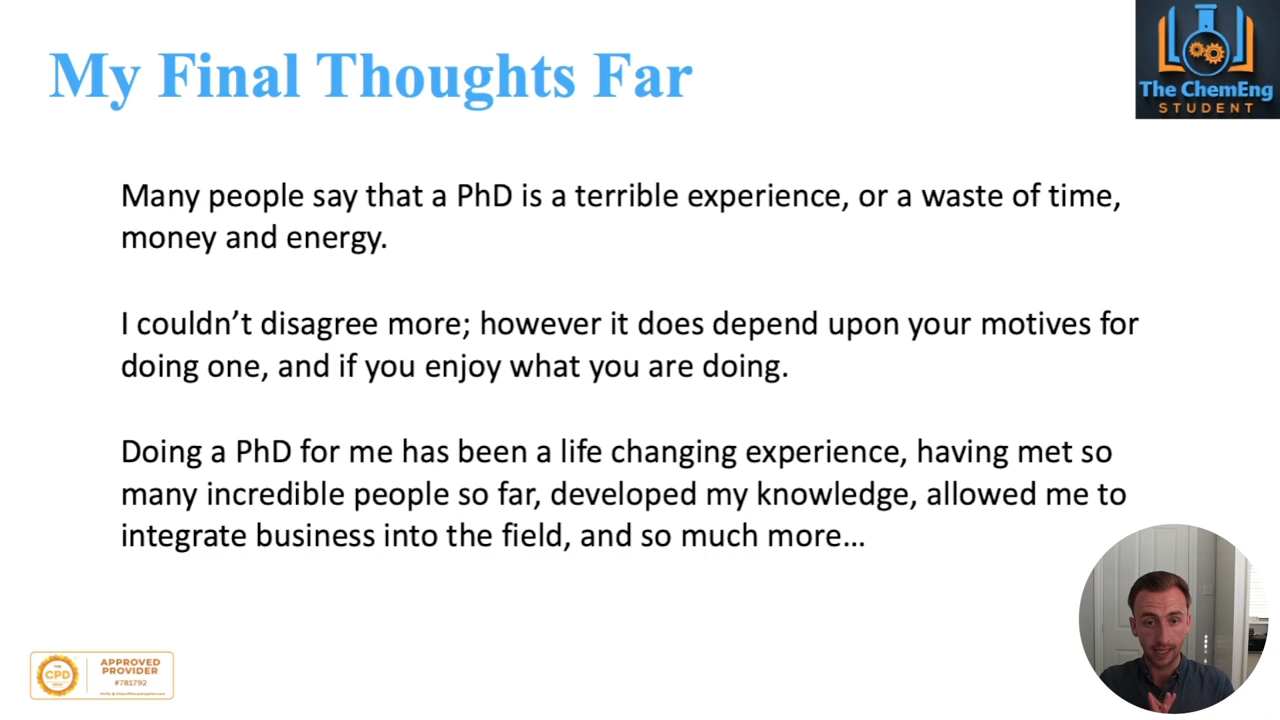 My Final Thoughts Far
The ChemEng
STUDENT
Many people say that a PhD is a terrible experience, or a waste of time,
money and energy.
I couldn’t disagree more; however it does depend upon your motives for
doing one, and if you enjoy what you are doing.
Doing a PhD for me has been a life changing experience, having met so
many incredible people so far, developed my knowledge, allowed me to
integrate business into the field, and so much more...
THE
CPD
APPROVED
PROVIDER
#781792